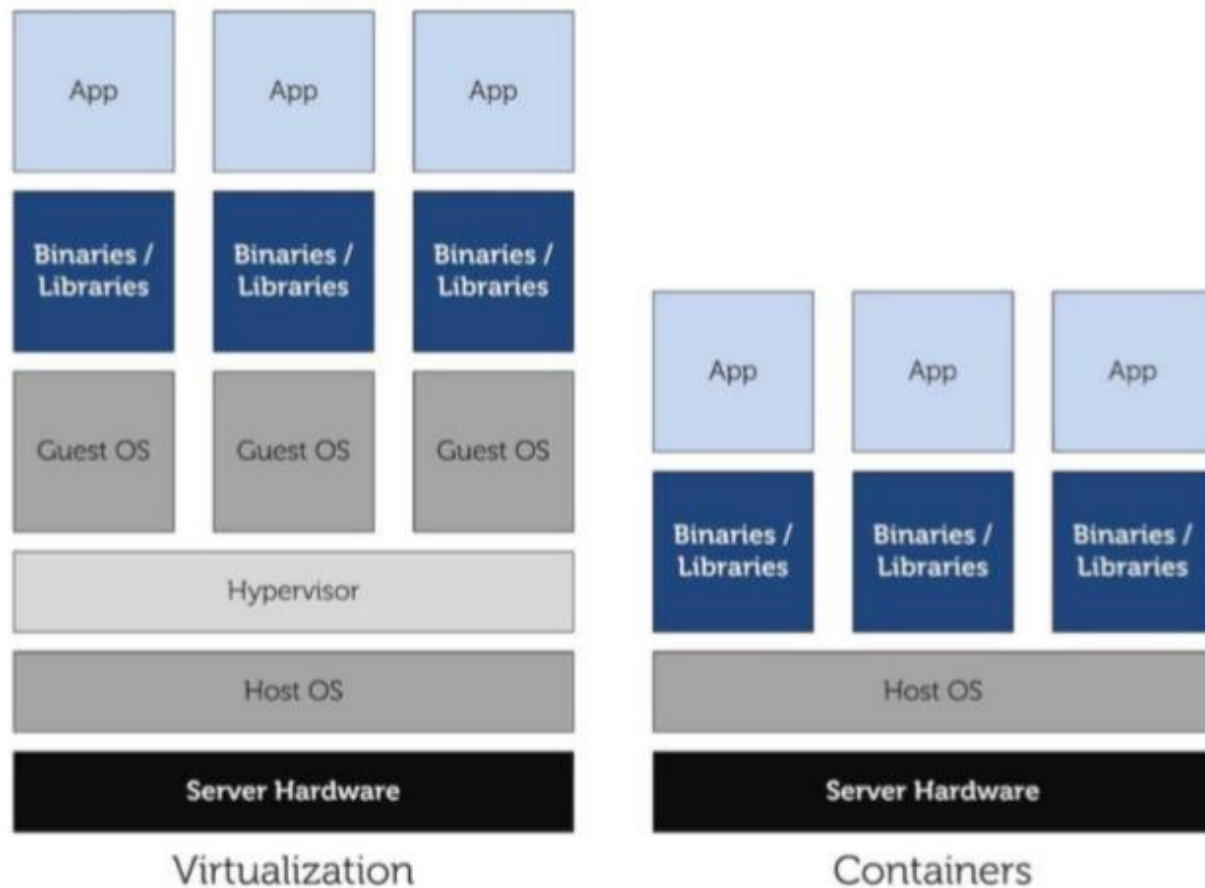 App
App
App
Binaries /
Libraries
Binaries /
Libraries
Binaries /
Libraries
Guest OS
Guest OS
Guest OS
Hypervisor
Host OS
Server Hardware
Virtualization
App
App
App
Binaries /
Libraries
Binaries /
Libraries
Binaries /
Libraries
Host OS
Server Hardware
Containers